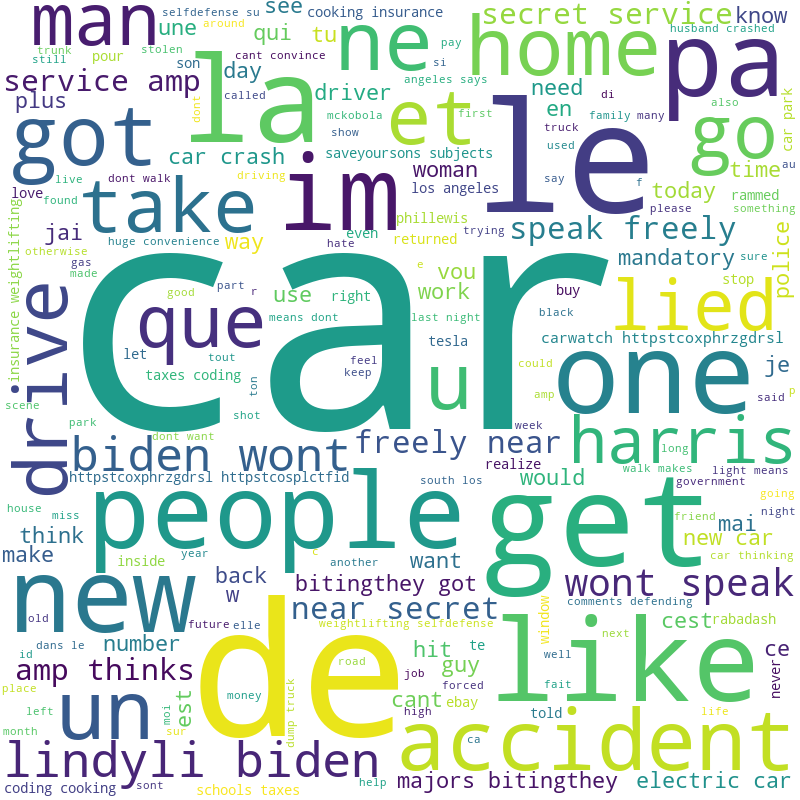 man
selfdefense su
see
cooking insurance
secret service
know
une
around
qui
tu
ne
home
pa
trunk
stolen
cant convince
pay
husband crashed
still
pour
son
day
si
need
service amp
la
angeles says
di
also
plus
called
driver
en
family many
car park
got
dont
mckobola
first
et
le
truck
go
show
used
au
car crash
saveyoursons subjects
say
time
love
live
dont walk
driving
im
woman
los angeles
f
today
rammed
found
take
please
something
jai
huge convenience
even
phillewis
trying
speak freely
police
otherwise
way
hate
returned
mandatory
sure
gas
made
car
e
vou
stop
insurance weightlifting
good
part
r
use
right
work
buy
lied
drive
que
means dont
last night
black
let
tout
feel
keep
tesla
carwatch httpstcoxphrzgdrsl
taxes coding
ton
u
could
one
je
scene
shot
amp
said
p
park
dont want
week
biden wont
freely near
harris
long
realize
walk makes
light means
httpstcoxphrzgdrsl httpstcosplctfid
south los
would
government
going
house
miss
people
get
mai
night
think
friend
new car
make
inside
year
c
another
want
car thinking
new
back
bitingthey got
wont speak
w
near secret
comments defending
old
future
elle
weightlifting selfdefense
window
cest
rabadash
dans le
number
hit
te
next
id
de
road
guy
like
well
ce
amp thinks
job
forced
never
place
est
cant
ebay
fait
un
moi
money
dump truck
high
told
life
left
month
sur
accident
lindyli biden
ca
coding cooking
sont
schools taxes
help
majors bitingthey
electric car